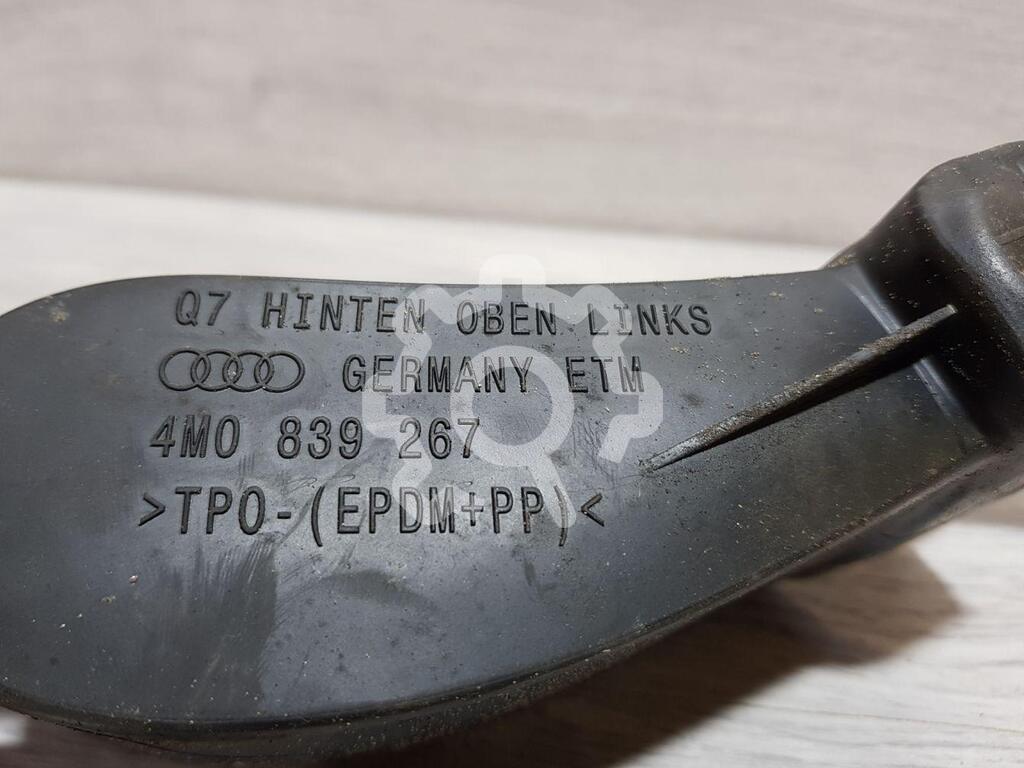 Q7 HINTEN OBEN LINKS
GERMANY ETM
4M0 839 267
>TPO-(EPDM+PP)<